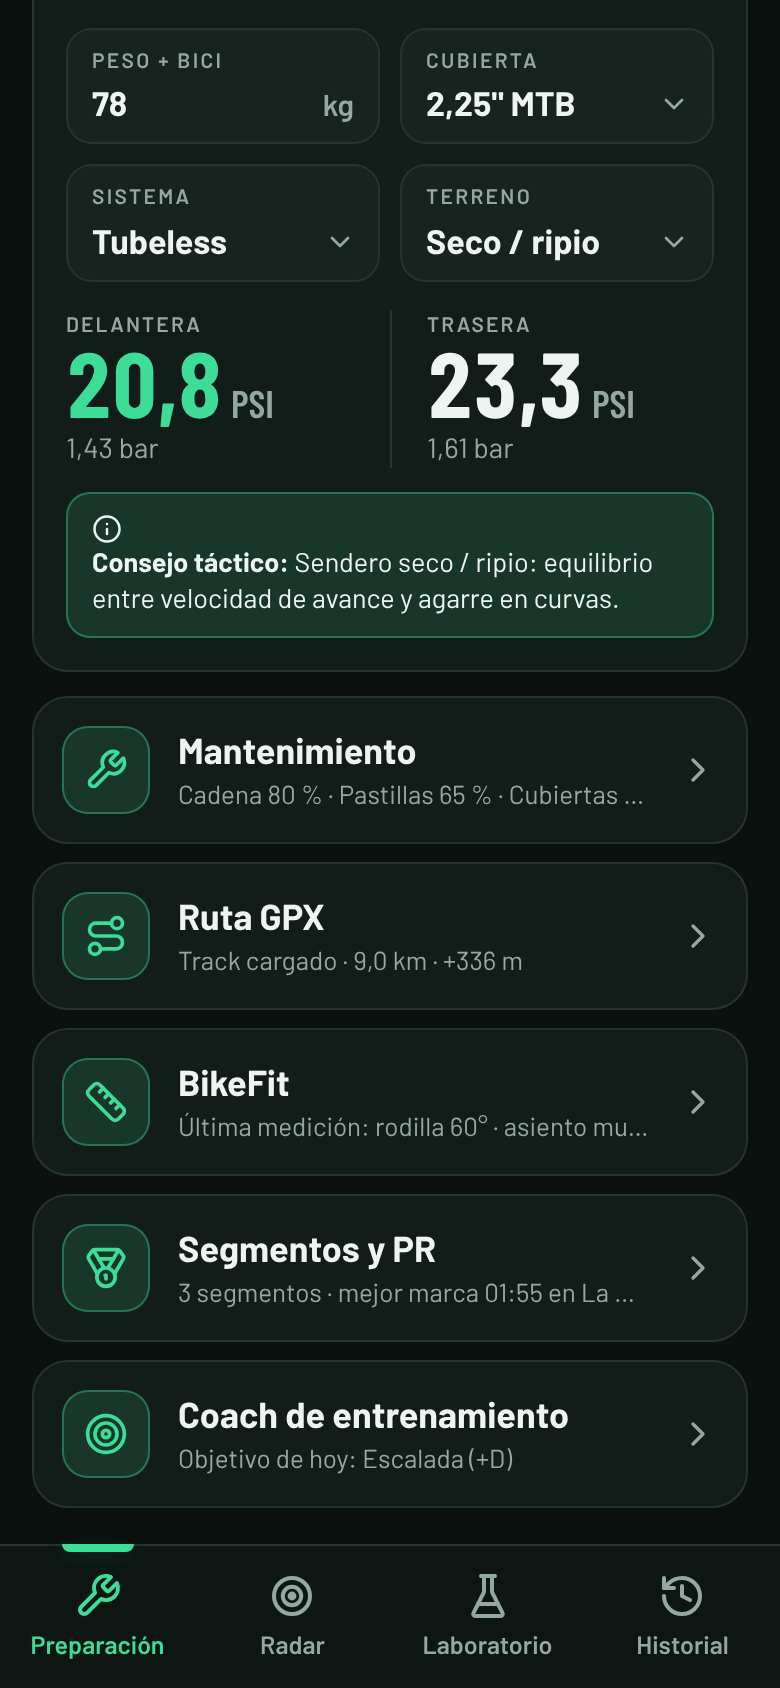 PESO + BICI
78 kg
CUBIERTA
2,25" MTB
SISTEMA
Tubeless
TERRENO
Seco / ripio
DELANTERA
20,8 PSI
1,43 bar
TRASERA
23,3 PSI
1,61 bar
Consejo táctico: Sendero seco / ripio: equilibrio
entre velocidad de avance y agarre en curvas.
Mantenimiento
Cadena 80 % · Pastillas 65 % · Cubiertas ...
Ruta GPX
Track cargado · 9,0 km · +336 m
BikeFit
Última medición: rodilla 60° · asiento mu...
Segmentos y PR
3 segmentos · mejor marca 01:55 en La ...
Coach de entrenamiento
Objetivo de hoy: Escalada (+D)
Preparación
Radar
Laboratorio
Historial